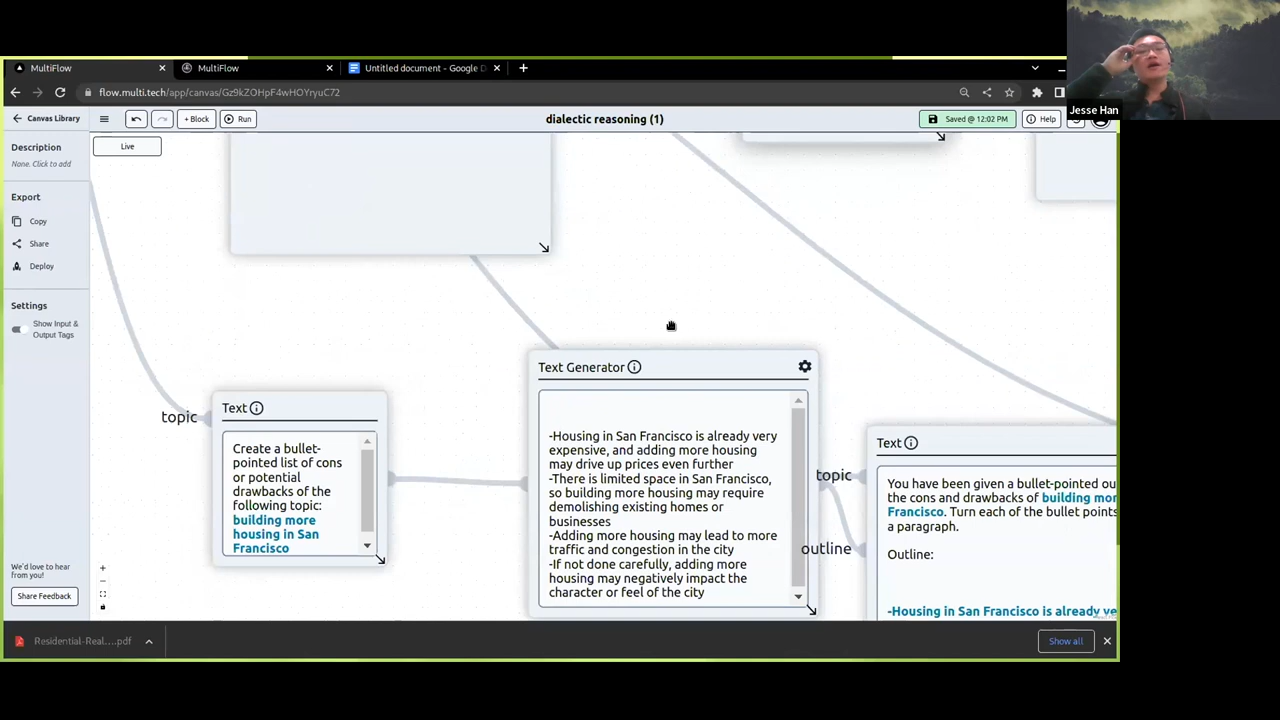 MultiFlow
MultiFlow
Untitled document - Google D
flow.multi.tech/app/canvas/Gz9kZOHpF4wHOYryuC72
Jesse Han
Canvas Library
+ Block
Run
dialectic reasoning (1)
Saved @ 12:02 PM
Help
Description
None. Click to add
Live
Export
Copy
Share
Deploy
Settings
Show Input &
Output Tags
We'd love to hear
from you!
Share Feedback
topic
Text
Create a bullet-
pointed list of cons
or potential
drawbacks of the
following topic:
building more
housing in San
Francisco
Text Generator
-Housing in San Francisco is already very
expensive, and adding more housing
may drive up prices even further
-There is limited space in San Francisco,
so building more housing may require
demolishing existing homes or
businesses
-Adding more housing may lead to more
traffic and congestion in the city
-If not done carefully, adding more
housing may negatively impact the
character or feel of the city
topic
outline
Text
You have been given a bullet-pointed ou
the cons and drawbacks of building mor
Francisco. Turn each of the bullet points
a paragraph.
Outline:
-Housing in San Francisco is already ve
Residential-Real....pdf
Show all